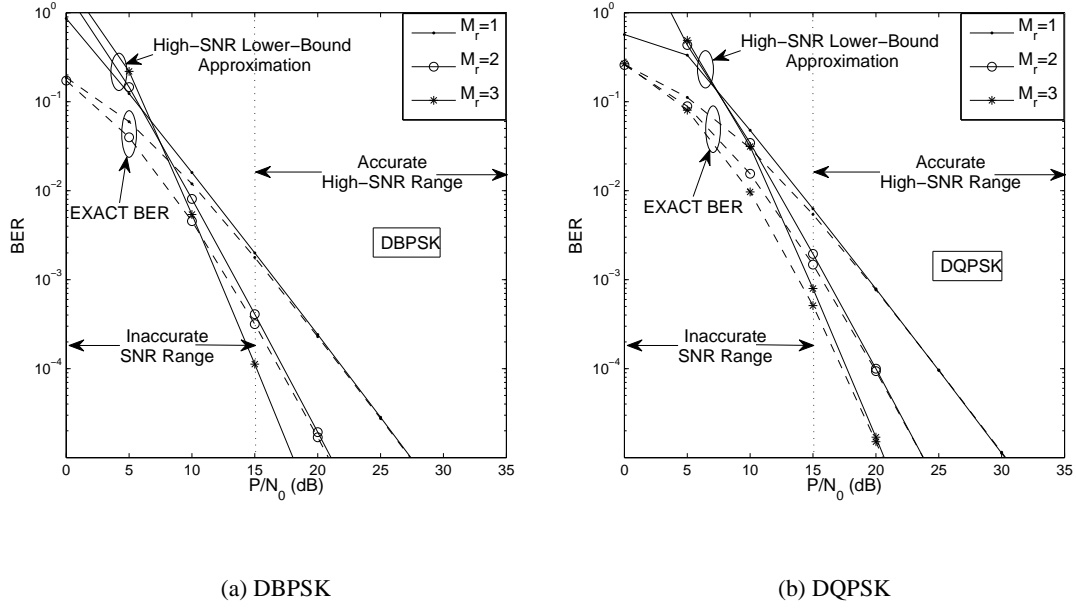 10^0
10^-1
10^-2
10^-3
10^-4
BER
0 5 10 15 20 25 30 35
P/N_0 (dB)
High−SNR Lower−Bound
Approximation
M_r=1
M_r=2
M_r=3
Accurate
High−SNR Range
EXACT BER
DBPSK
Inaccurate
SNR Range
(a) DBPSK
10^0
10^-1
10^-2
10^-3
10^-4
BER
0 5 10 15 20 25 30 35
P/N_0 (dB)
High−SNR Lower−Bound
Approximation
M_r=1
M_r=2
M_r=3
Accurate
High−SNR Range
EXACT BER
DQPSK
Inaccurate
SNR Range
(b) DQPSK